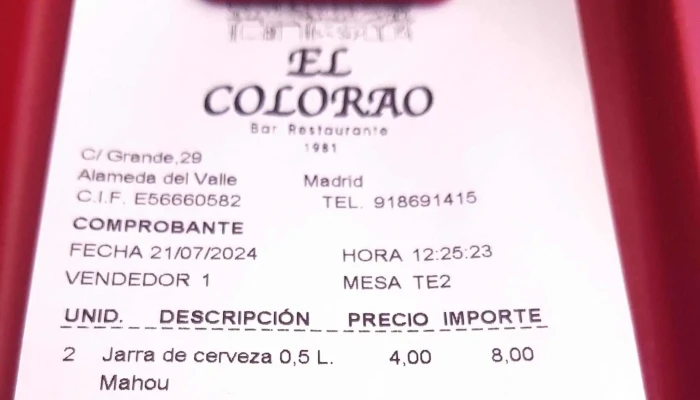 EL
COLORAO
Bar Restaurante
1981
C/ Grande,29
Alameda del Valle Madrid
C.I.F. E56660582 TEL. 918691415
COMPROBANTE
FECHA 21/07/2024 HORA 12:25:23
VENDEDOR 1 MESA TE2
UNID. DESCRIPCIÓN PRECIO IMPORTE
2 Jarra de cerveza 0,5 L. 4,00 8,00
Mahou